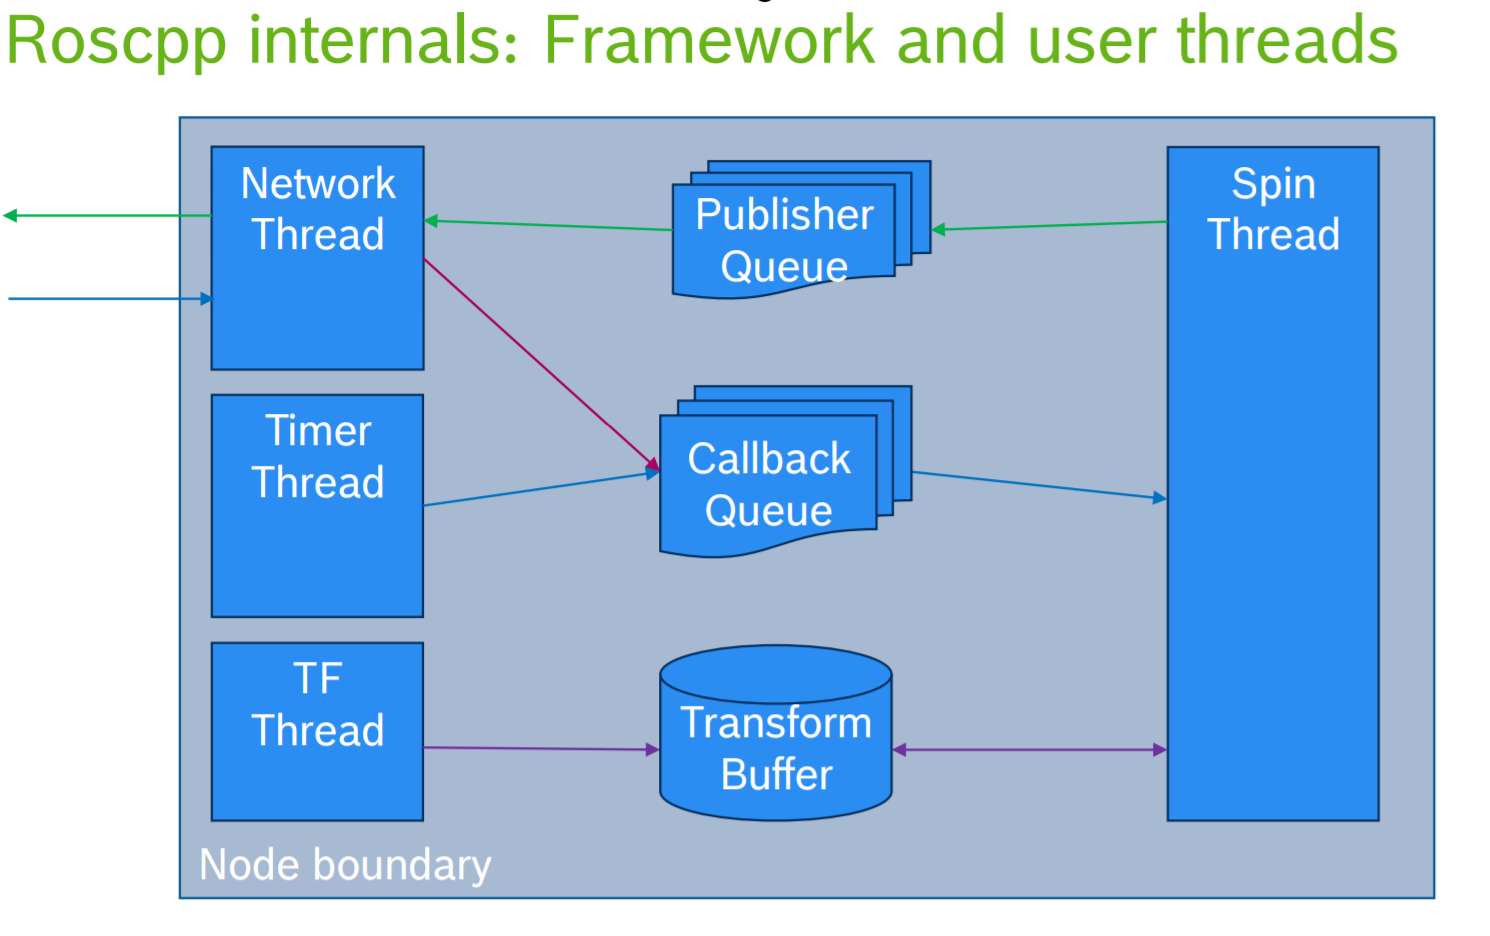 Roscpp internals: Framework and user threads
Network
Thread
Publisher
Queue
Spin
Thread
Timer
Thread
Callback
Queue
TF
Thread
Transform
Buffer
Node boundary